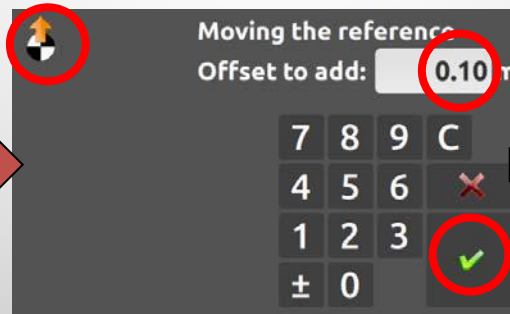 Moving the reference
Offset to add: 0.10 m
7 8 9 C
4 5 6
1 2 3
± 0